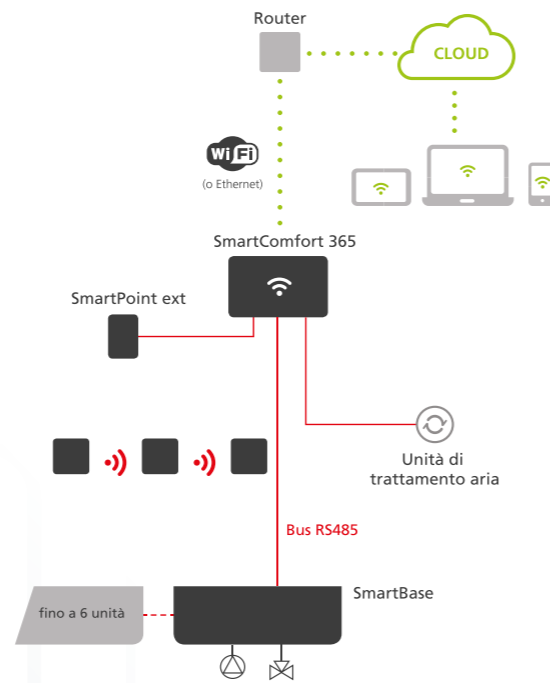 Router
CLOUD
WiFi
(o Ethernet)
SmartComfort 365
SmartPoint ext
Unità di
trattamento aria
Bus RS485
SmartBase
fino a 6 unità